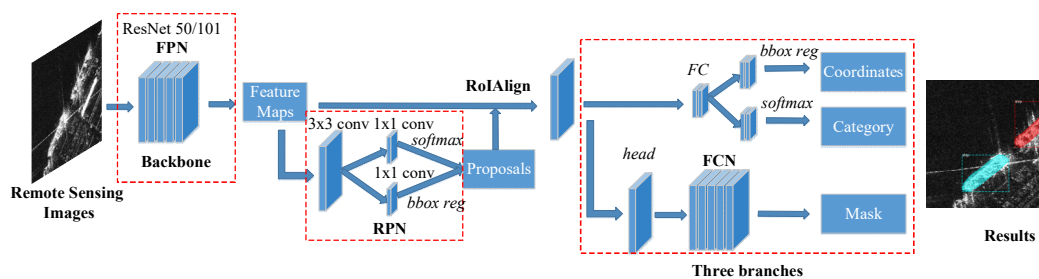 ResNet 50/101
FPN
Backbone
Remote Sensing
Images
Feature
Maps
3x3 conv
1x1 conv
softmax
1x1 conv
bbox reg
RPN
Proposals
RoIAlign
FC
bbox reg
softmax
Coordinates
Category
head
FCN
Mask
Three branches
Results